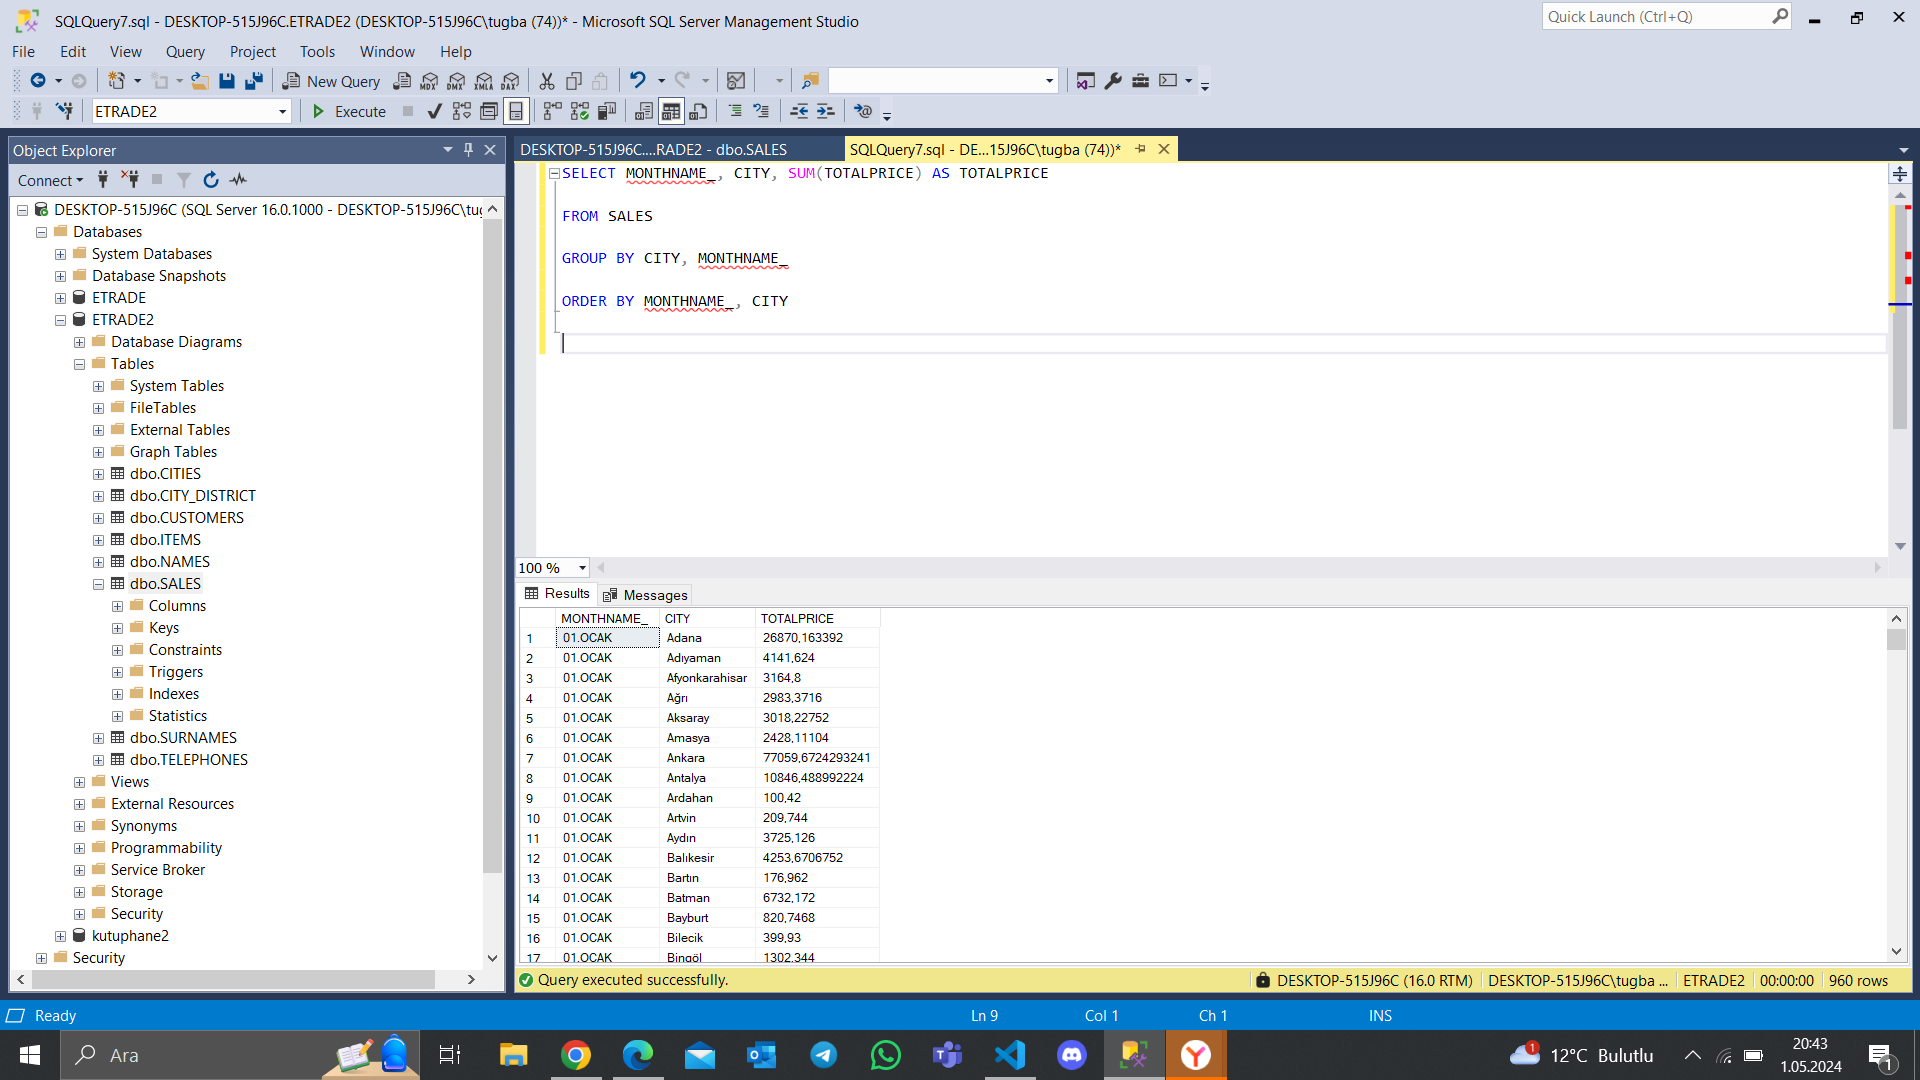 SQLQuery7.sql - DESKTOP-515J96C.ETRADE2 (DESKTOP-515J96C\tugba (74))* - Microsoft SQL Server Management Studio
Quick Launch (Ctrl+Q)
File Edit View Query Project Tools Window Help
New Query
MDX DMX XMLA DAX
ETRADE2
Execute
Object Explorer
Connect
DESKTOP-515J96C (SQL Server 16.0.1000 - DESKTOP-515J96C\tug
Databases
System Databases
Database Snapshots
ETRADE
ETRADE2
Database Diagrams
Tables
System Tables
FileTables
External Tables
Graph Tables
dbo.CITIES
dbo.CITY_DISTRICT
dbo.CUSTOMERS
dbo.ITEMS
dbo.NAMES
dbo.SALES
Columns
Keys
Constraints
Triggers
Indexes
Statistics
dbo.SURNAMES
dbo.TELEPHONES
Views
External Resources
Synonyms
Programmability
Service Broker
Storage
Security
kutuphane2
Security
DESKTOP-515J96C....RADE2 - dbo.SALES
SQLQuery7.sql - DE...15J96C\tugba (74))*
SELECT MONTHNAME_, CITY, SUM(TOTALPRICE) AS TOTALPRICE
FROM SALES
GROUP BY CITY, MONTHNAME_
ORDER BY MONTHNAME_, CITY
100 %
Results Messages
MONTHNAME_ CITY TOTALPRICE
1 01.OCAK Adana 26870,163392
2 01.OCAK Adıyaman 4141,624
3 01.OCAK Afyonkarahisar 3164,8
4 01.OCAK Ağrı 2983,3716
5 01.OCAK Aksaray 3018,22752
6 01.OCAK Amasya 2428,11104
7 01.OCAK Ankara 77059,6724293241
8 01.OCAK Antalya 10846,488992224
9 01.OCAK Ardahan 100,42
10 01.OCAK Artvin 209,744
11 01.OCAK Aydın 3725,126
12 01.OCAK Balıkesir 4253,6706752
13 01.OCAK Bartın 176,962
14 01.OCAK Batman 6732,172
15 01.OCAK Bayburt 820,7468
16 01.OCAK Bilecik 399,93
17 01.OCAK Bingöl 1302,344
Query executed successfully.
DESKTOP-515J96C (16.0 RTM) DESKTOP-515J96C\tugba ... ETRADE2 00:00:00 960 rows
Ready
Ln 9 Col 1 Ch 1 INS
Ara
1
12°C Bulutlu
20:43
1.05.2024
1